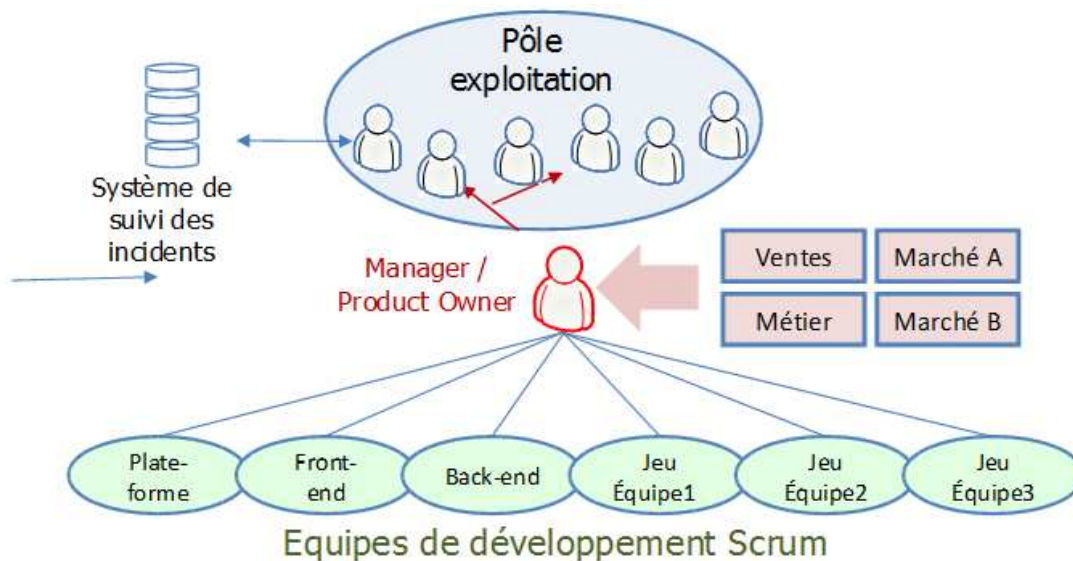 Pôle
exploitation
Système de
suivi des
incidents
Manager /
Product Owner
Ventes
Marché A
Métier
Marché B
Plate-
forme
Front-
end
Back-end
Jeu
Équipe1
Jeu
Équipe2
Jeu
Équipe3
Equipes de développement Scrum